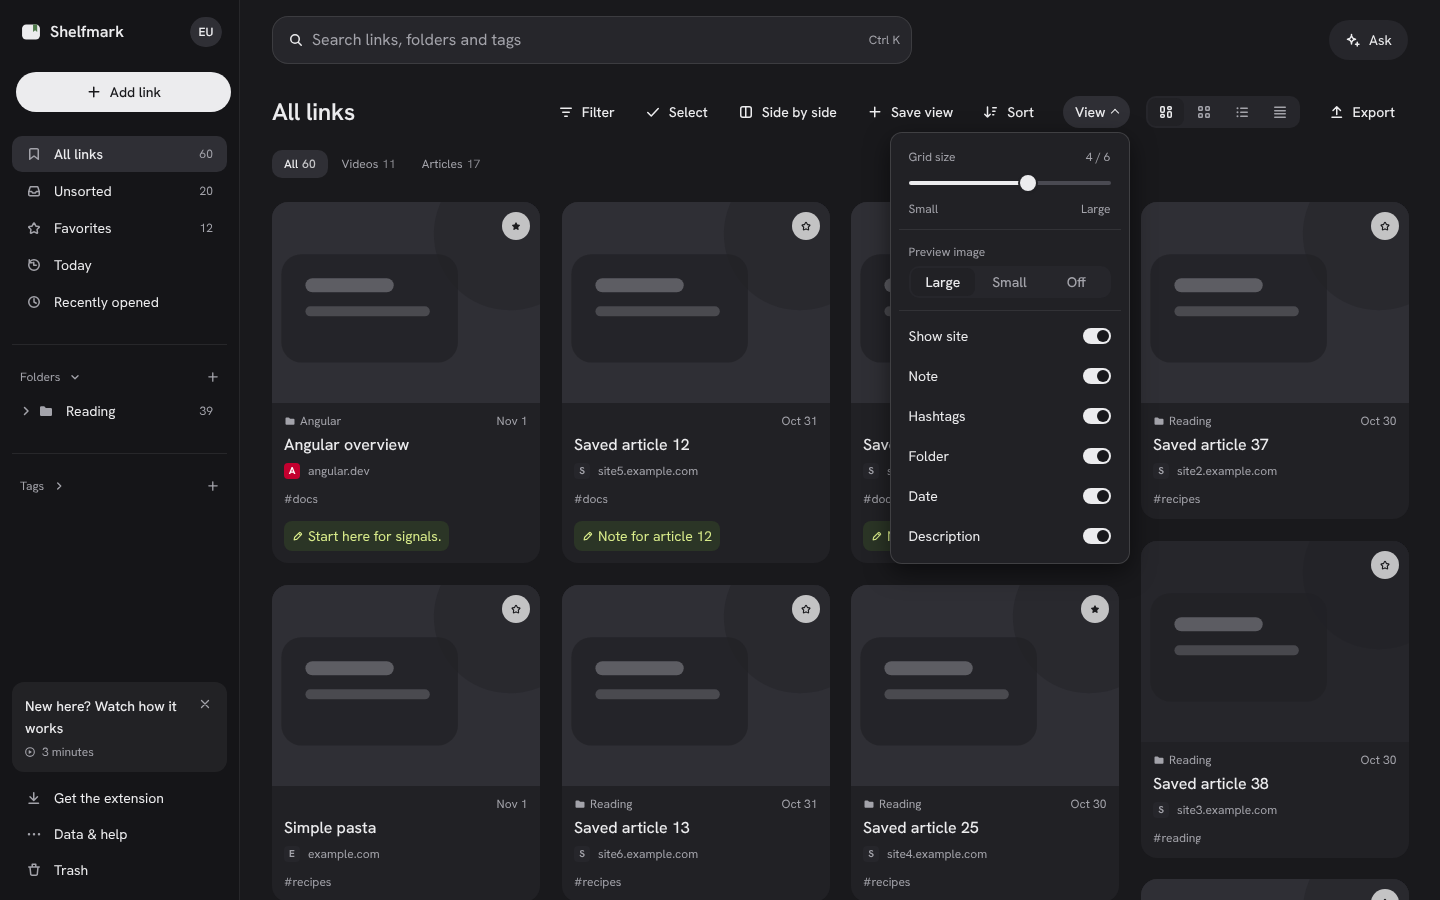 Shelfmark
EU
Add link
All links 60
Unsorted 20
Favorites 12
Today
Recently opened
Folders
Reading 39
Tags
New here? Watch how it works
3 minutes
Get the extension
Data & help
Trash
Search links, folders and tags
Ctrl K
Ask
All links
Filter
Select
Side by side
Save view
Sort
View
Export
All 60
Videos 11
Articles 17
Grid size 4 / 6
Small Large
Preview image
Large Small Off
Show site
Note
Hashtags
Folder
Date
Description
Angular Nov 1
Angular overview
A angular.dev
#docs
Start here for signals.
Oct 31
Saved article 12
S site5.example.com
#docs
Note for article 12
S
Reading Oct 30
Saved article 37
S site2.example.com
#recipes
Nov 1
Simple pasta
E example.com
#recipes
Reading Oct 31
Saved article 13
S site6.example.com
#recipes
Reading Oct 30
Saved article 25
S site4.example.com
#recipes
Reading Oct 30
Saved article 38
S site3.example.com
#reading